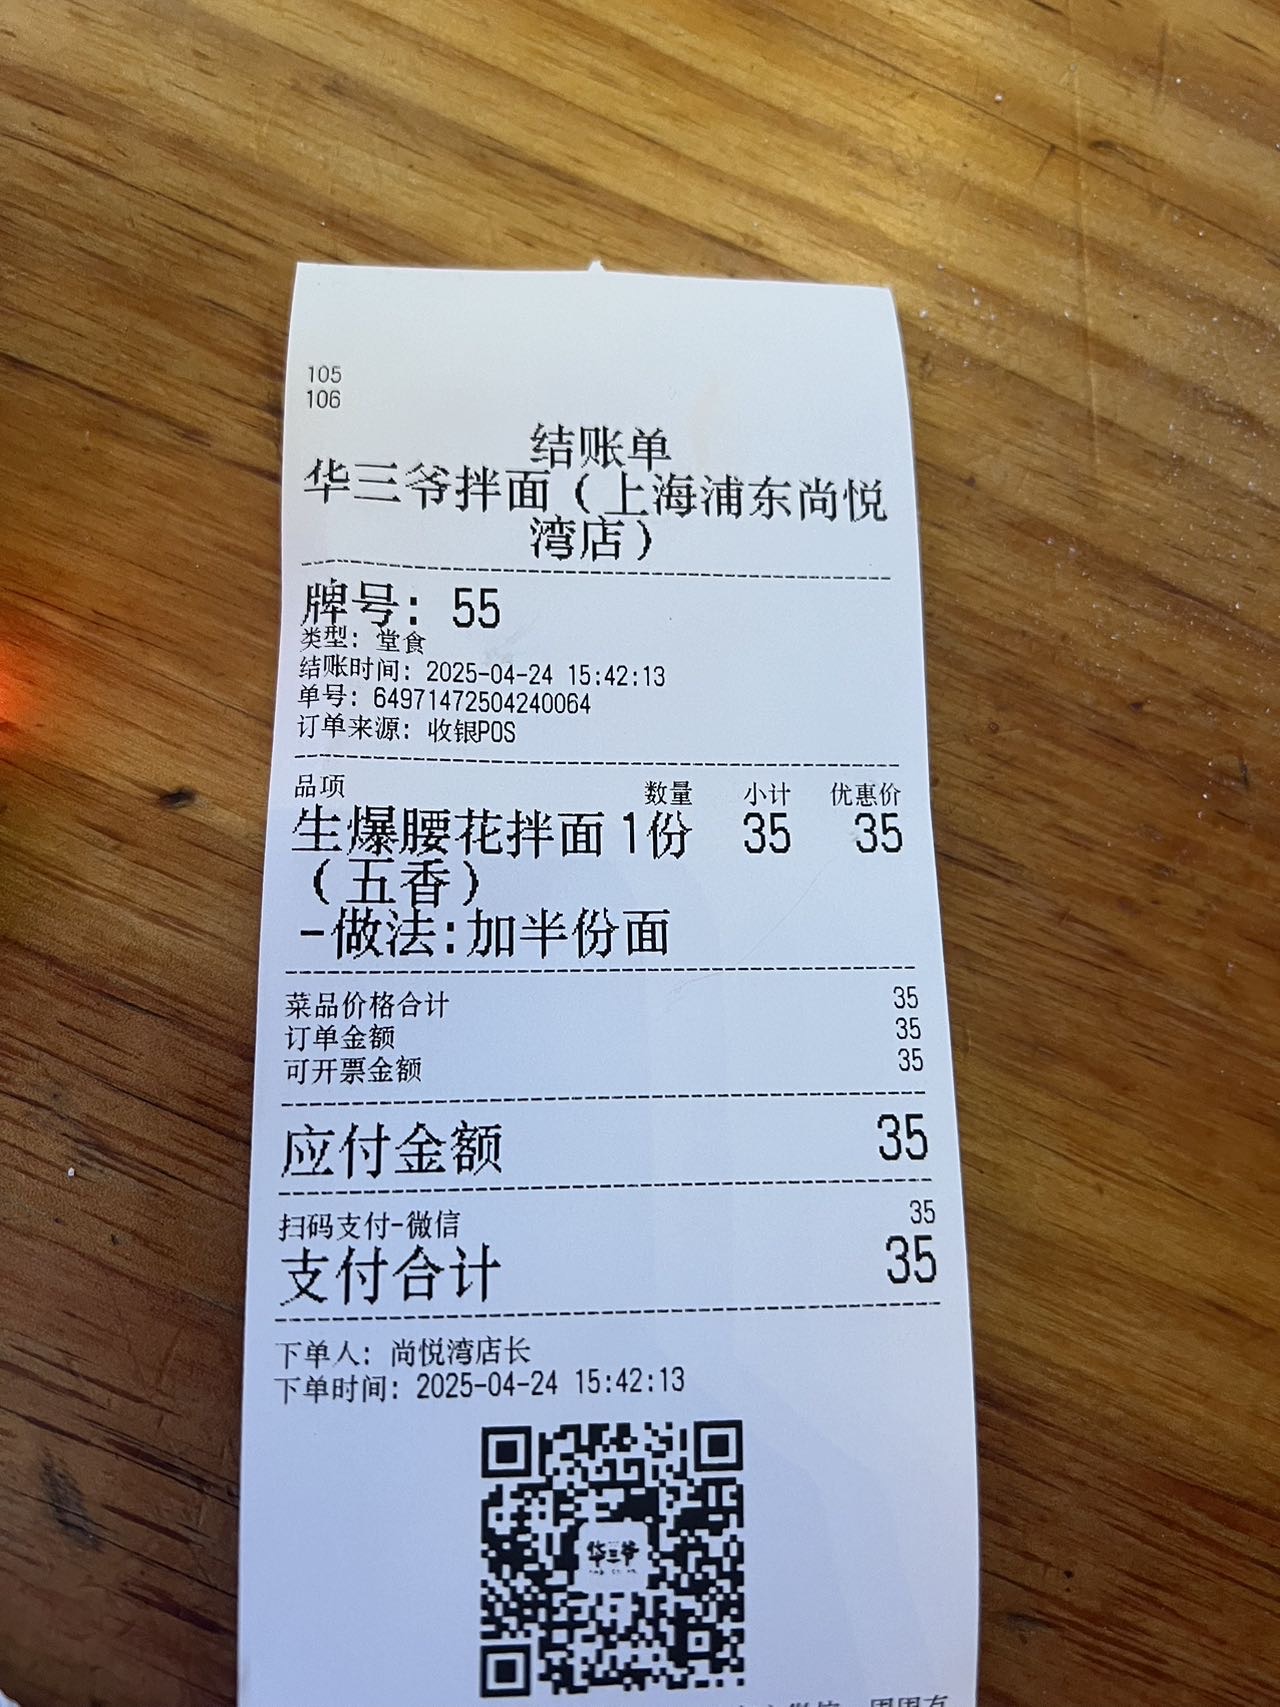 105
106
结账单
华三爷拌面（上海浦东尚悦
湾店）
牌号: 55
类型: 堂食
结账时间: 2025-04-24 15:42:13
单号: 64971472504240064
订单来源: 收银POS
品项 数量 小计 优惠价
生爆腰花拌面 1份 35 35
（五香）
-做法:加半份面
菜品价格合计 35
订单金额 35
可开票金额 35
应付金额 35
扫码支付-微信 35
支付合计 35
下单人: 尚悦湾店长
下单时间: 2025-04-24 15:42:13
华三爷